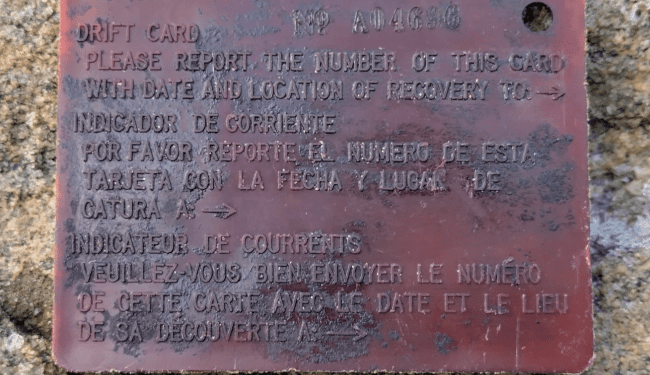 Nº A04636
DRIFT CARD
PLEASE REPORT THE NUMBER OF THIS CARD
WITH DATE AND LOCATION OF RECOVERY TO: →
INDICADOR DE CORRIENTE
POR FAVOR REPORTE EL NUMERO DE ESTA
TARJETA CON LA FECHA Y LUGAR DE
CATURA A: →
INDICATEUR DE COURRENTS
VEUILLEZ-VOUS BIEN ENVOYER LE NUMÉRO
DE CETTE CARTE AVEC LE DATE ET LE LIEU
DE SA DECOUVERTE A: →